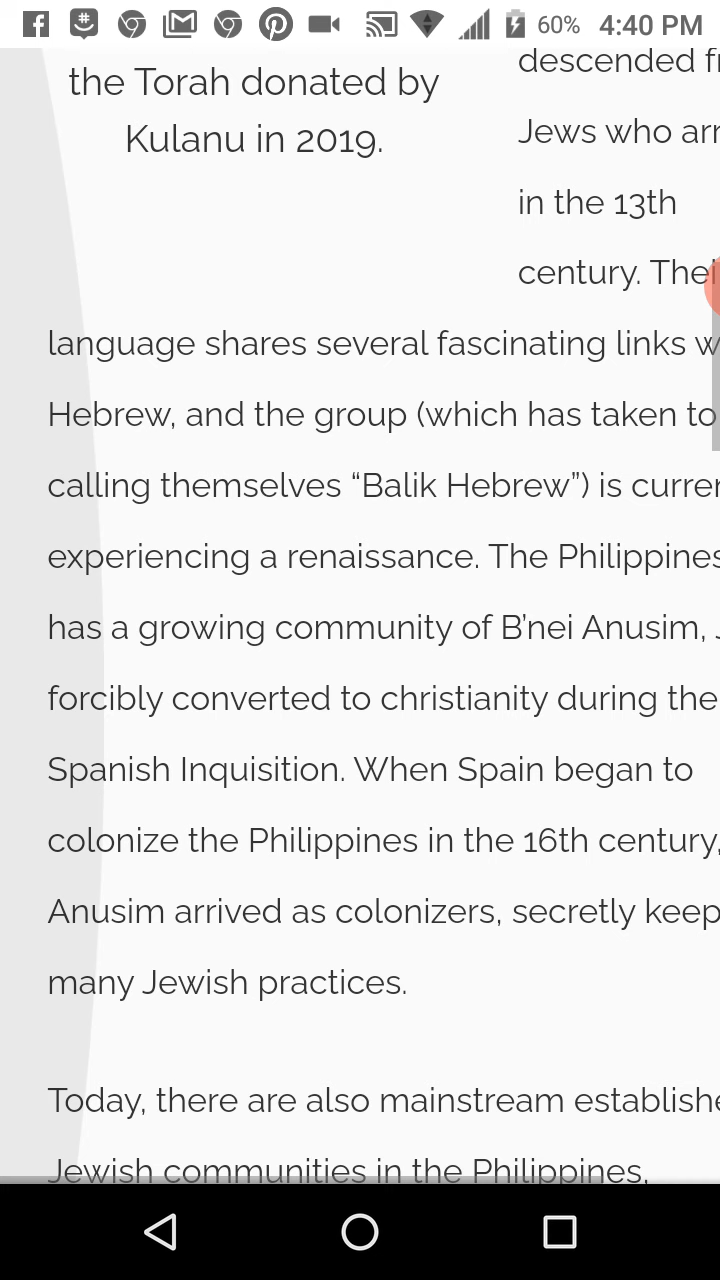 60% 4:40 PM
the Torah donated by
Kulanu in 2019.
descended
Jews who
in the 13th
century.
language shares several fascinating links
Hebrew, and the group (which has taken to
calling themselves “Balik Hebrew”) is
experiencing a renaissance. The Philippines
has a growing community of B’nei Anusim,
forcibly converted to christianity during the
Spanish Inquisition. When Spain began to
colonize the Philippines in the 16th century,
Anusim arrived as colonizers, secretly
many Jewish practices.
Today, there are also mainstream
Jewish communities in the Philippines,